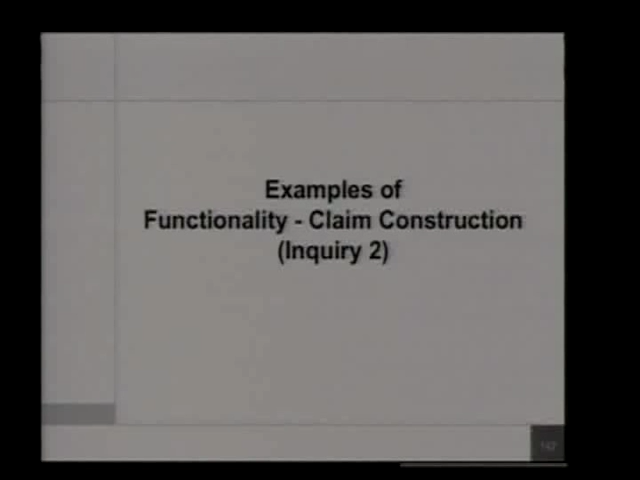 Examples of
Functionality - Claim Construction
(Inquiry 2)